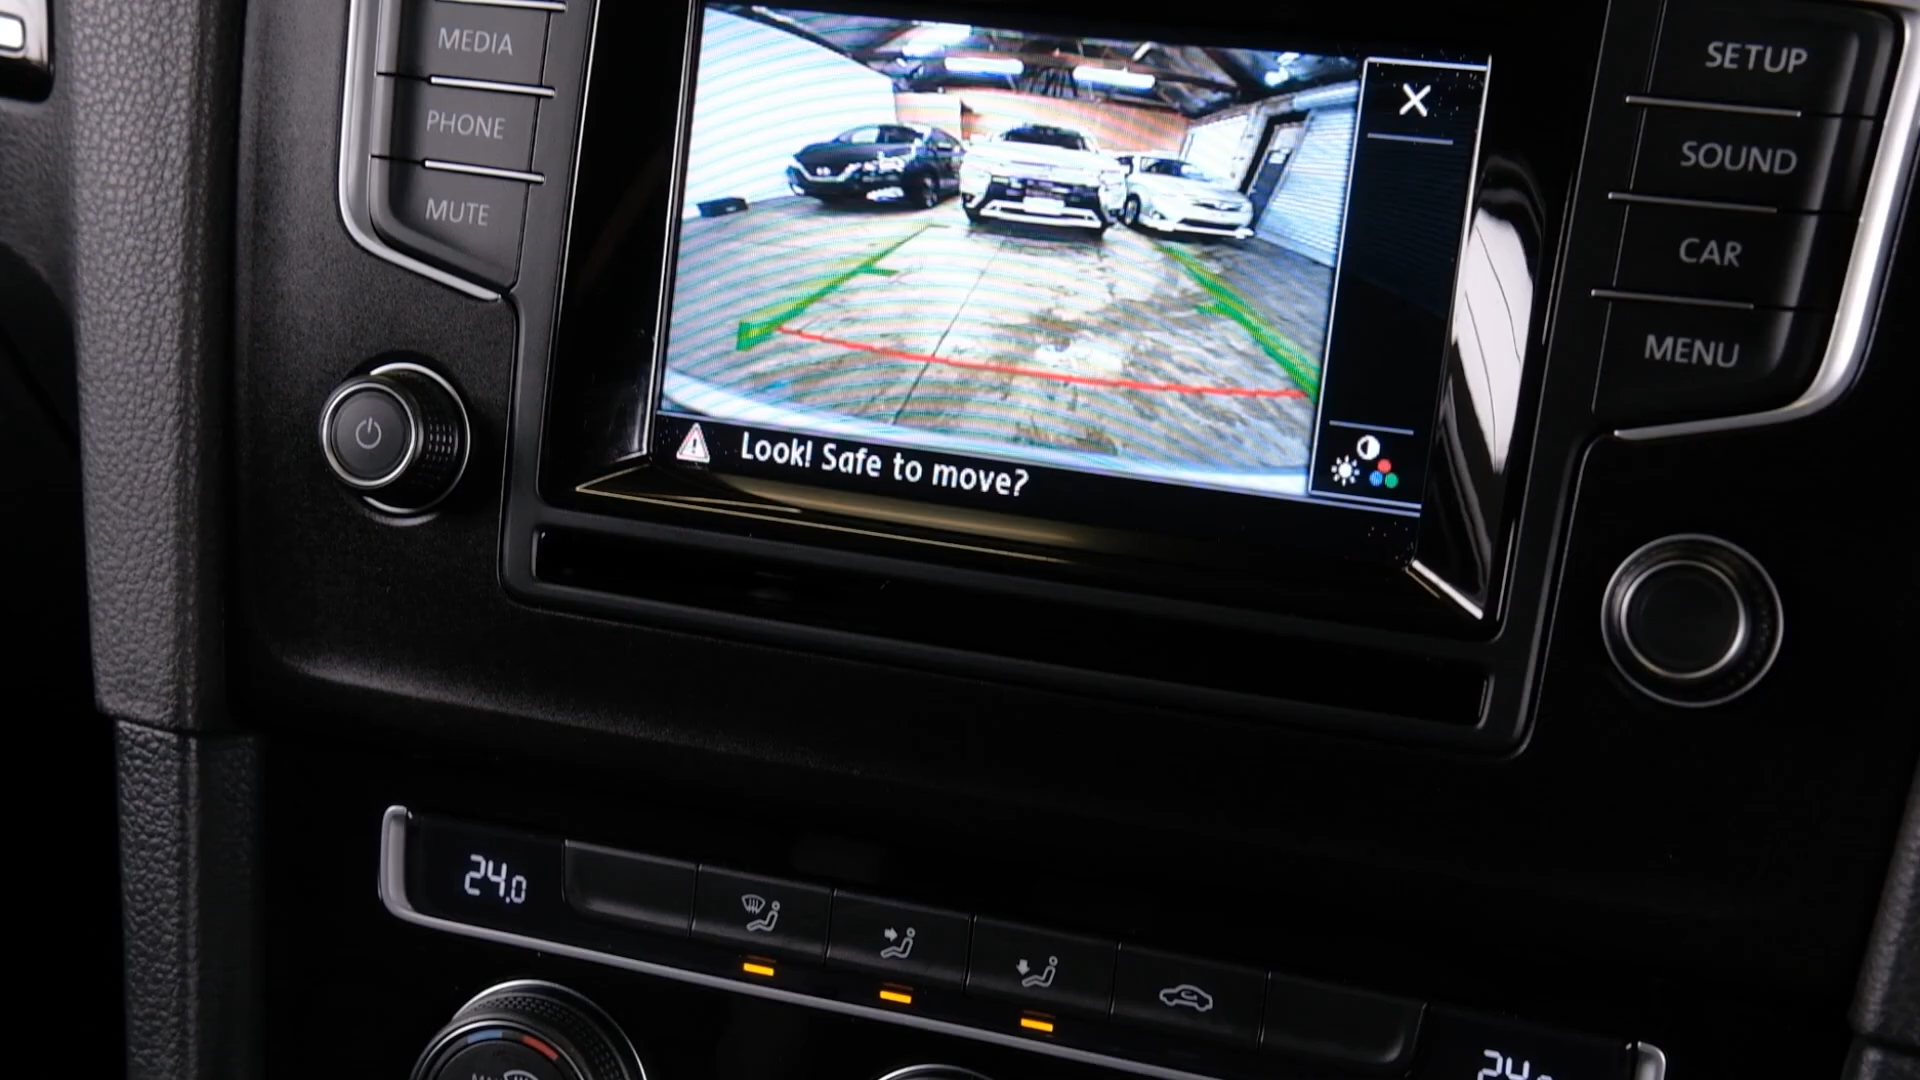 MEDIA
PHONE
MUTE
SETUP
SOUND
CAR
MENU
Look! Safe to move?
24.0